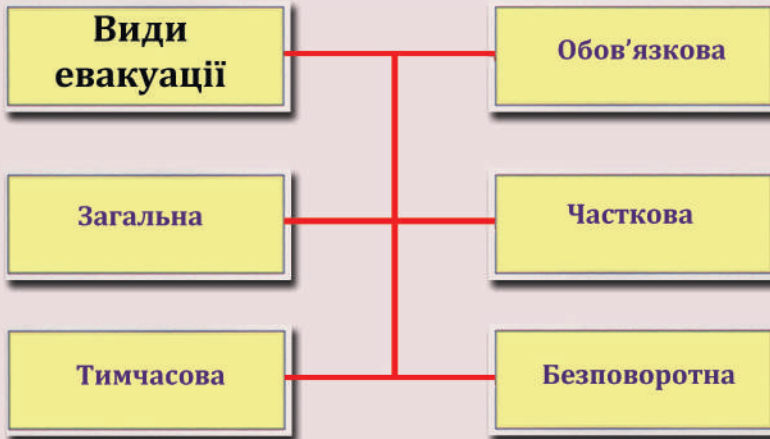 Види
евакуації
Обов’язкова
Загальна
Часткова
Тимчасова
Безповоротна